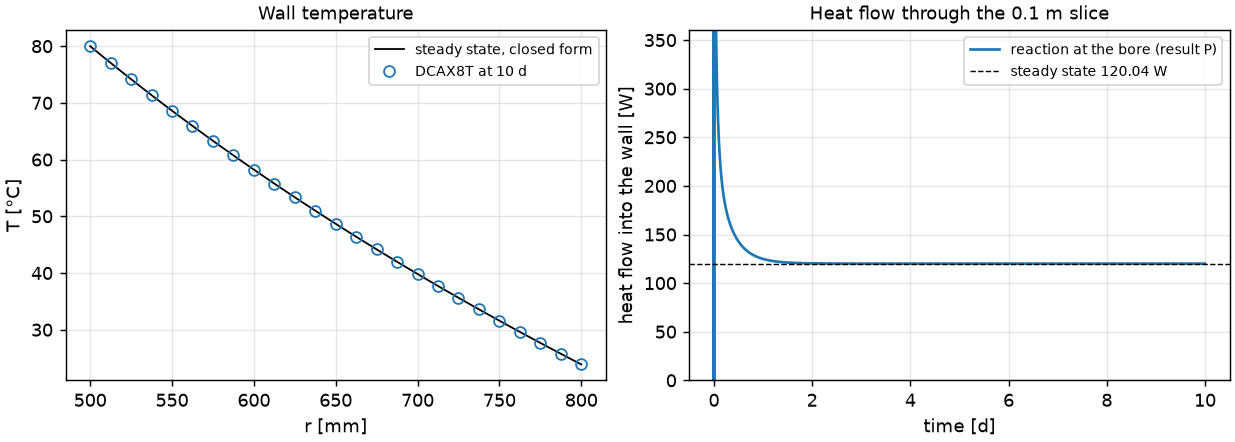 Wall temperature
80
70
60
50
40
30
T [°C]
500
550
600
650
700
750
800
r [mm]
steady state, closed form
DCAX8T at 10 d
Heat flow through the 0.1 m slice
350
300
250
200
150
100
50
0
heat flow into the wall [W]
0
2
4
6
8
10
time [d]
reaction at the bore (result P)
steady state 120.04 W